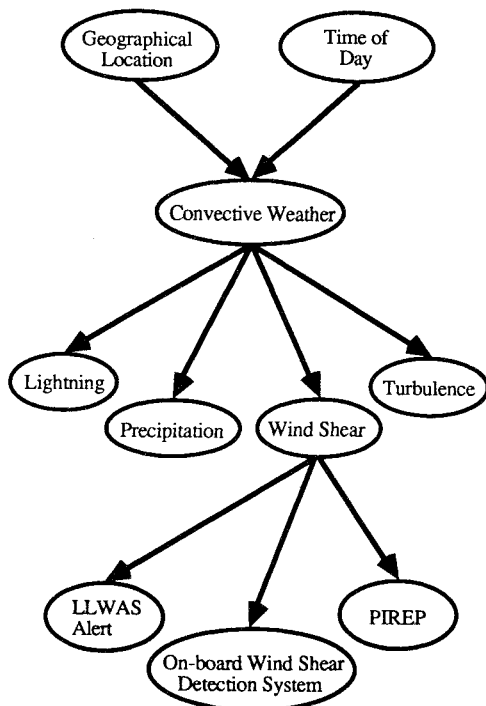 Geographical
Location
Time of
Day
Convective Weather
Lightning
Turbulence
Precipitation
Wind Shear
LLWAS
Alert
PIREP
On-board Wind Shear
Detection System